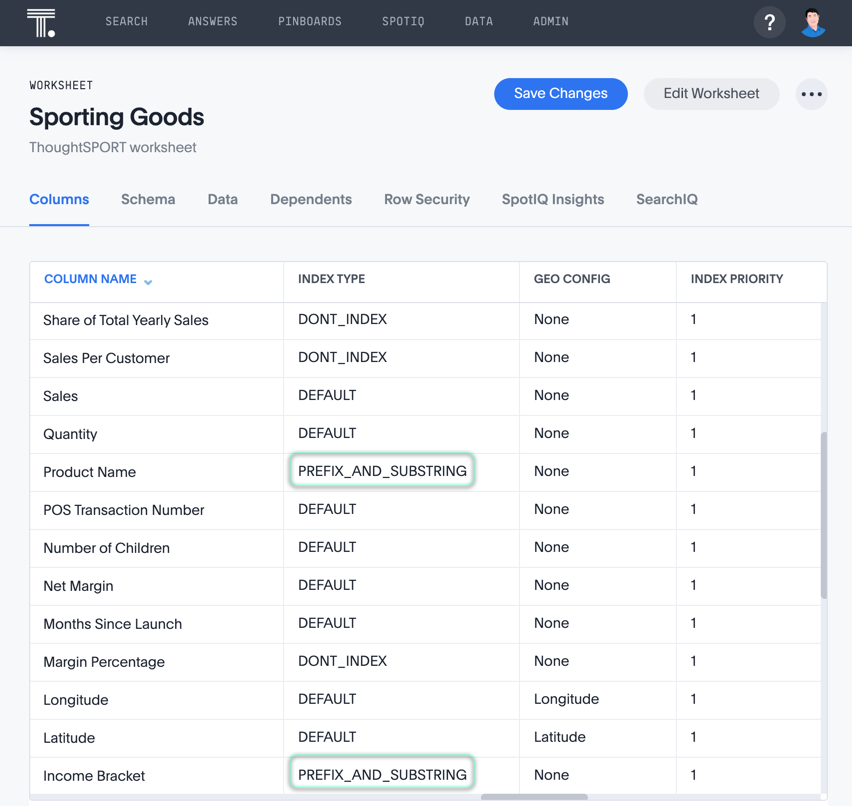 SEARCH ANSWERS PINBOARDS SPOTIQ DATA ADMIN ?
WORKSHEET
Save Changes Edit Worksheet
Sporting Goods
ThoughtSPORT worksheet
Columns Schema Data Dependents Row Security SpotIQ Insights SearchIQ
COLUMN NAME INDEX TYPE GEO CONFIG INDEX PRIORITY
Share of Total Yearly Sales DONT_INDEX None 1
Sales Per Customer DONT_INDEX None 1
Sales DEFAULT None 1
Quantity DEFAULT None 1
Product Name PREFIX_AND_SUBSTRING None 1
POS Transaction Number DEFAULT None 1
Number of Children DEFAULT None 1
Net Margin DEFAULT None 1
Months Since Launch DEFAULT None 1
Margin Percentage DONT_INDEX None 1
Longitude DEFAULT Longitude 1
Latitude DEFAULT Latitude 1
Income Bracket PREFIX_AND_SUBSTRING None 1